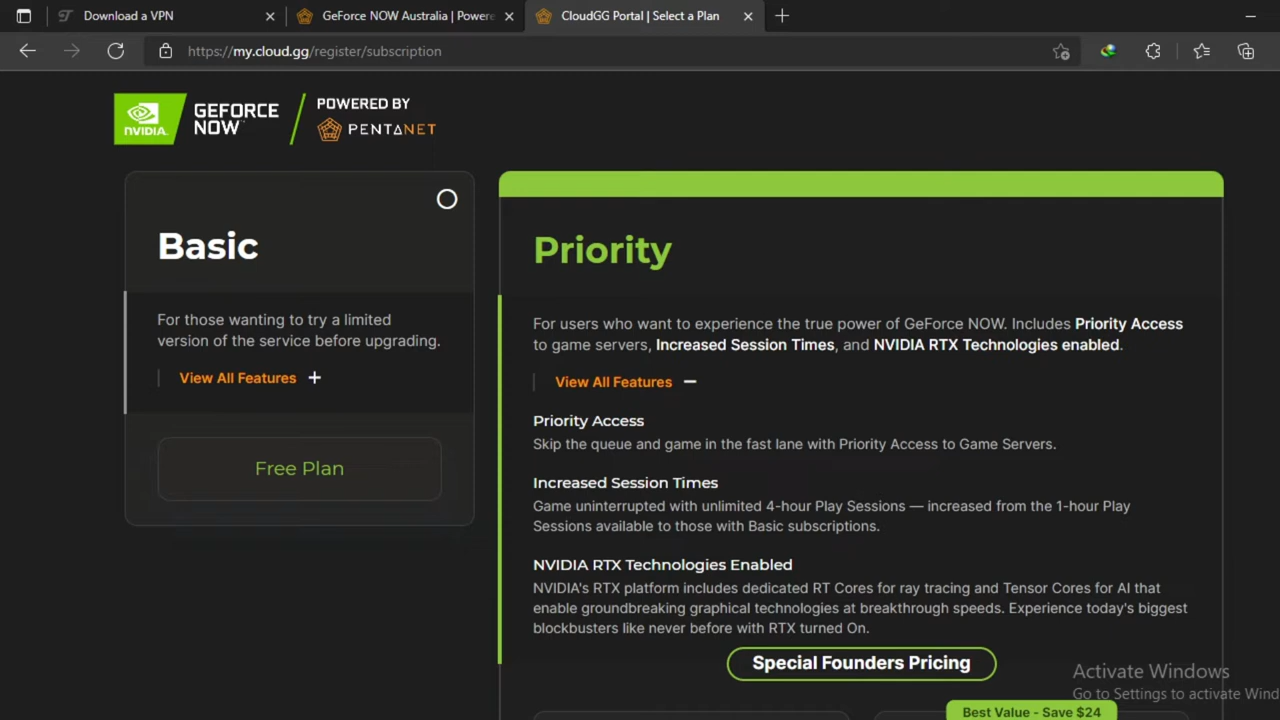 Download a VPN
GeForce NOW Australia | Powere
CloudGG Portal | Select a Plan
https://my.cloud.gg/register/subscription
NVIDIA.
GEFORCE NOW
POWERED BY
PENTANET
Basic
For those wanting to try a limited
version of the service before upgrading.
View All Features +
Free Plan
Priority
For users who want to experience the true power of GeForce NOW. Includes Priority Access
to game servers, Increased Session Times, and NVIDIA RTX Technologies enabled.
View All Features −
Priority Access
Skip the queue and game in the fast lane with Priority Access to Game Servers.
Increased Session Times
Game uninterrupted with unlimited 4-hour Play Sessions — increased from the 1-hour Play
Sessions available to those with Basic subscriptions.
NVIDIA RTX Technologies Enabled
NVIDIA's RTX platform includes dedicated RT Cores for ray tracing and Tensor Cores for AI that
enable groundbreaking graphical technologies at breakthrough speeds. Experience today's biggest
blockbusters like never before with RTX turned On.
Special Founders Pricing
Best Value - Save $24
Activate Windows
Go to Settings to activate Wind